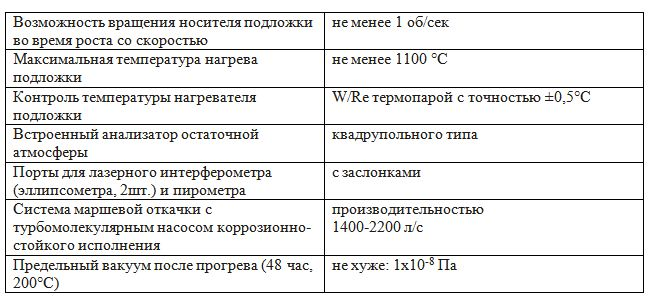 Возможность вращения носителя подложки
во время роста со скоростью
не менее 1 об/сек
Максимальная температура нагрева
подложки
не менее 1100 °С
Контроль температуры нагревателя
подложки
W/Re термопарой с точностью ±0,5°С
Встроенный анализатор остаточной
атмосферы
квадрупольного типа
Порты для лазерного интерферометра
(эллипсометра, 2шт.) и пирометра
с заслонками
Система маршевой откачки с
турбомолекулярным насосом коррозионно-
стойкого исполнения
производительностью
1400-2200 л/с
Предельный вакуум после прогрева (48 час,
200°С)
не хуже: 1х10⁻⁸ Па